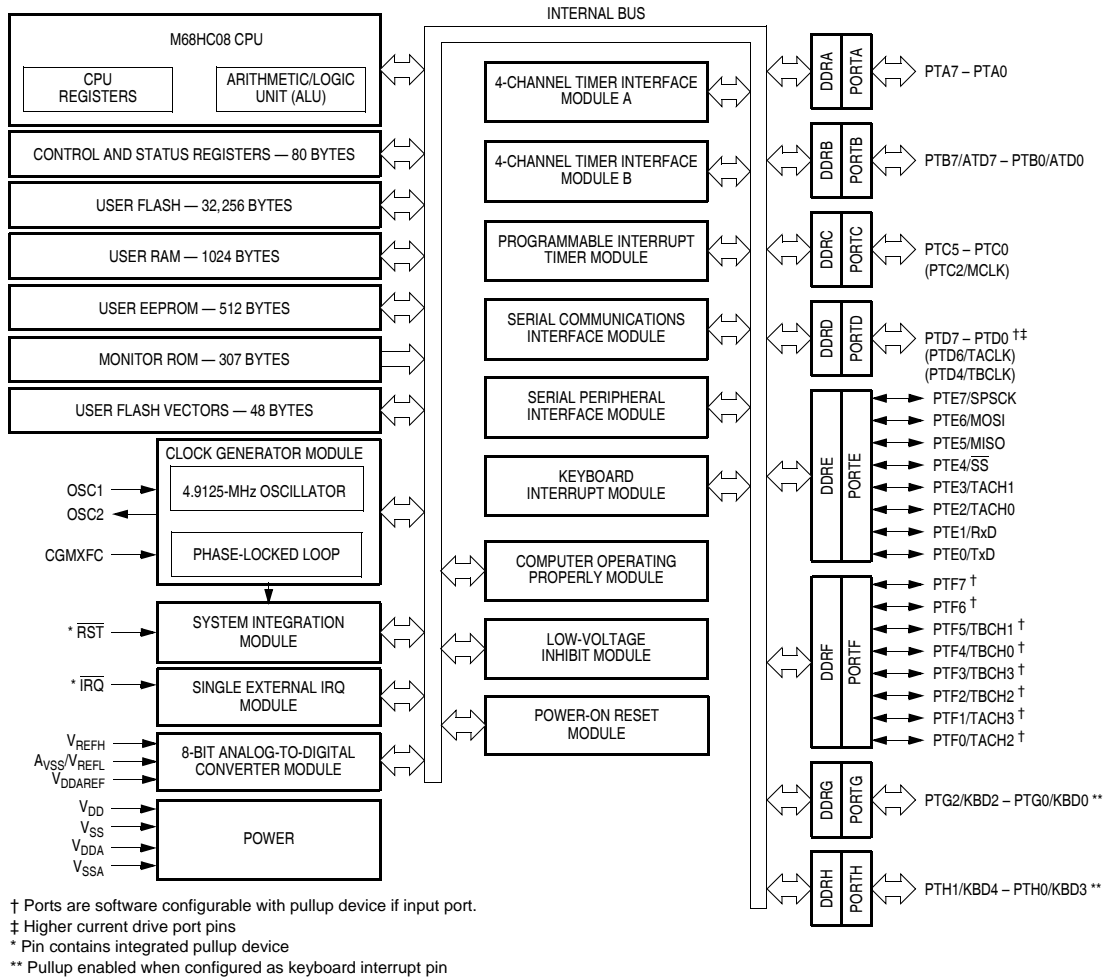 INTERNAL BUS
M68HC08 CPU
CPU
REGISTERS
ARITHMETIC/LOGIC
UNIT (ALU)
CONTROL AND STATUS REGISTERS — 80 BYTES
USER FLASH — 32,256 BYTES
USER RAM — 1024 BYTES
USER EEPROM — 512 BYTES
MONITOR ROM — 307 BYTES
USER FLASH VECTORS — 48 BYTES
CLOCK GENERATOR MODULE
4.9125-MHz OSCILLATOR
PHASE-LOCKED LOOP
OSC1
OSC2
CGMXFC
SYSTEM INTEGRATION
MODULE
* RST
SINGLE EXTERNAL IRQ
MODULE
* IRQ
8-BIT ANALOG-TO-DIGITAL
CONVERTER MODULE
VREFH
AVSS/VREFL
VDDAREF
POWER
VDD
VSS
VDDA
VSSA
4-CHANNEL TIMER INTERFACE
MODULE A
4-CHANNEL TIMER INTERFACE
MODULE B
PROGRAMMABLE INTERRUPT
TIMER MODULE
SERIAL COMMUNICATIONS
INTERFACE MODULE
SERIAL PERIPHERAL
INTERFACE MODULE
KEYBOARD
INTERRUPT MODULE
COMPUTER OPERATING
PROPERLY MODULE
LOW-VOLTAGE
INHIBIT MODULE
POWER-ON RESET
MODULE
DDRA
PORTA
PTA7 – PTA0
DDRB
PORTB
PTB7/ATD7 – PTB0/ATD0
DDRC
PORTC
PTC5 – PTC0
(PTC2/MCLK)
DDRD
PORTD
PTD7 – PTD0 †‡
(PTD6/TACLK)
(PTD4/TBCLK)
DDRE
PORTE
PTE7/SPSCK
PTE6/MOSI
PTE5/MISO
PTE4/SS
PTE3/TACH1
PTE2/TACH0
PTE1/RxD
PTE0/TxD
DDRF
PORTF
PTF7 †
PTF6 †
PTF5/TBCH1 †
PTF4/TBCH0 †
PTF3/TBCH3 †
PTF2/TBCH2 †
PTF1/TACH3 †
PTF0/TACH2 †
DDRG
PORTG
PTG2/KBD2 – PTG0/KBD0 **
DDRH
PORTH
PTH1/KBD4 – PTH0/KBD3 **
† Ports are software configurable with pullup device if input port.
‡ Higher current drive port pins
* Pin contains integrated pullup device
** Pullup enabled when configured as keyboard interrupt pin